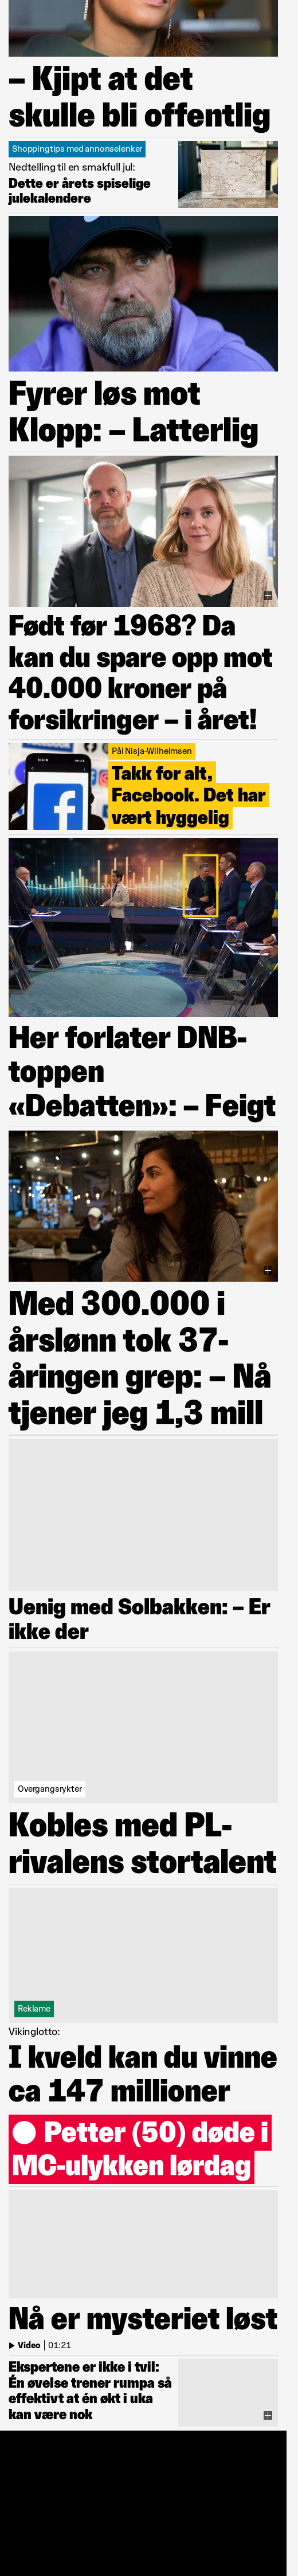 – Kjipt at det
skulle bli offentlig
Shoppingtips med annonselenker
Nedtelling til en smakfull jul:
Dette er årets spiselige
julekalendere
Fyrer løs mot
Klopp: – Latterlig
Født før 1968? Da
kan du spare opp mot
40.000 kroner på
forsikringer – i året!
Pål Nisja-Wilhelmsen
Takk for alt,
Facebook. Det har
vært hyggelig
Her forlater DNB-
toppen
«Debatten»: – Feigt
Med 300.000 i
årslønn tok 37-
åringen grep: – Nå
tjener jeg 1,3 mill
Uenig med Solbakken: – Er
ikke der
Overgangsrykter
Kobles med PL-
rivalens stortalent
Reklame
Vikinglotto:
I kveld kan du vinne
ca 147 millioner
Petter (50) døde i
MC-ulykken lørdag
Nå er mysteriet løst
Video 01:21
Ekspertene er ikke i tvil:
Én øvelse trener rumpa så
effektivt at én økt i uka
kan være nok